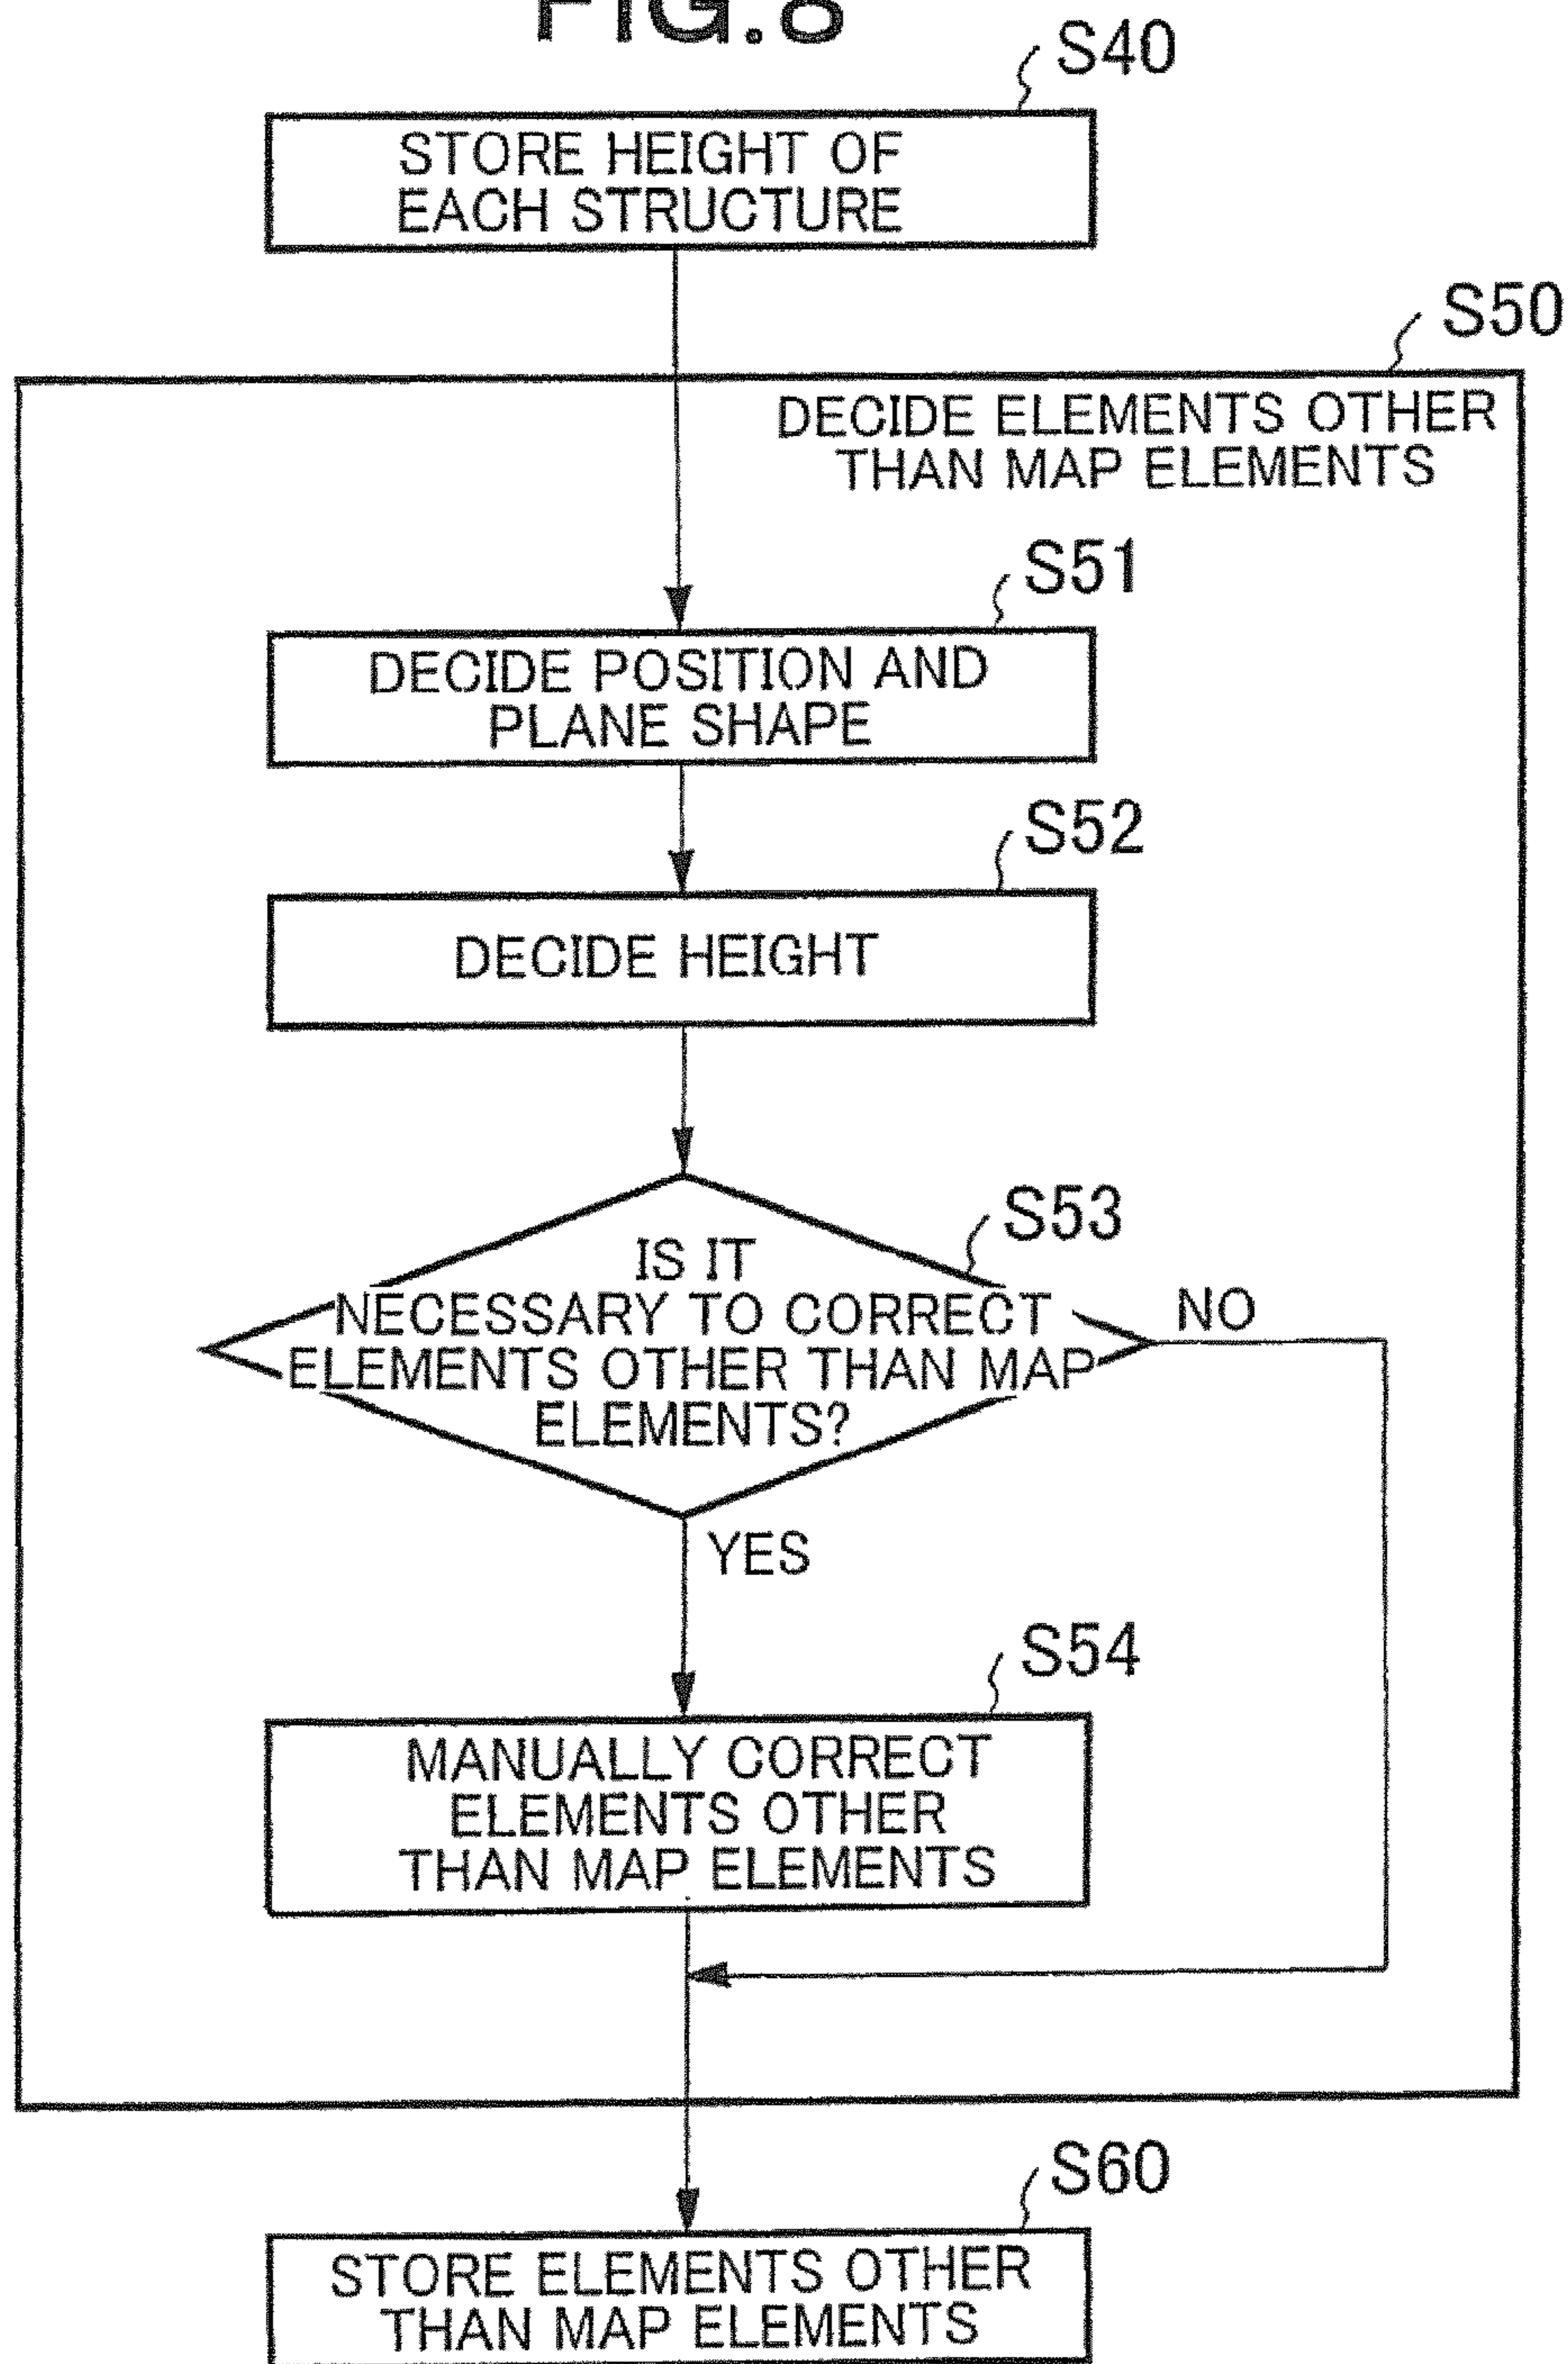 FIG.8
S40
STORE HEIGHT OF
EACH STRUCTURE
S50
DECIDE ELEMENTS OTHER
THAN MAP ELEMENTS
S51
DECIDE POSITION AND
PLANE SHAPE
S52
DECIDE HEIGHT
S53
IS IT
NECESSARY TO CORRECT
ELEMENTS OTHER THAN MAP
ELEMENTS?
NO
YES
S54
MANUALLY CORRECT
ELEMENTS OTHER
THAN MAP ELEMENTS
S60
STORE ELEMENTS OTHER
THAN MAP ELEMENTS